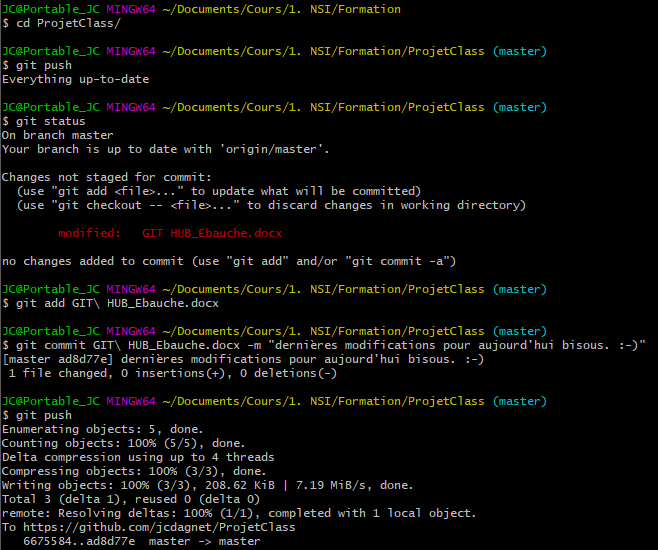 JC@Portable_JC MINGW64 ~/Documents/Cours/1. NSI/Formation
$ cd ProjetClass/
JC@Portable_JC MINGW64 ~/Documents/Cours/1. NSI/Formation/ProjetClass (master)
$ git push
Everything up-to-date
JC@Portable_JC MINGW64 ~/Documents/Cours/1. NSI/Formation/ProjetClass (master)
$ git status
On branch master
Your branch is up to date with 'origin/master'.
Changes not staged for commit:
(use "git add <file>..." to update what will be committed)
(use "git checkout -- <file>..." to discard changes in working directory)
modified:   GIT HUB_Ebauche.docx
no changes added to commit (use "git add" and/or "git commit -a")
JC@Portable_JC MINGW64 ~/Documents/Cours/1. NSI/Formation/ProjetClass (master)
$ git add GIT\ HUB_Ebauche.docx
JC@Portable_JC MINGW64 ~/Documents/Cours/1. NSI/Formation/ProjetClass (master)
$ git commit GIT\ HUB_Ebauche.docx -m "dernières modifications pour aujourd'hui bisous. :-)"
[master ad8d77e] dernières modifications pour aujourd'hui bisous. :-)
1 file changed, 0 insertions(+), 0 deletions(-)
JC@Portable_JC MINGW64 ~/Documents/Cours/1. NSI/Formation/ProjetClass (master)
$ git push
Enumerating objects: 5, done.
Counting objects: 100% (5/5), done.
Delta compression using up to 4 threads
Compressing objects: 100% (3/3), done.
Writing objects: 100% (3/3), 208.62 KiB | 7.19 MiB/s, done.
Total 3 (delta 1), reused 0 (delta 0)
remote: Resolving deltas: 100% (1/1), completed with 1 local object.
To https://github.com/jcdagnet/ProjetClass
6675584..ad8d77e  master -> master